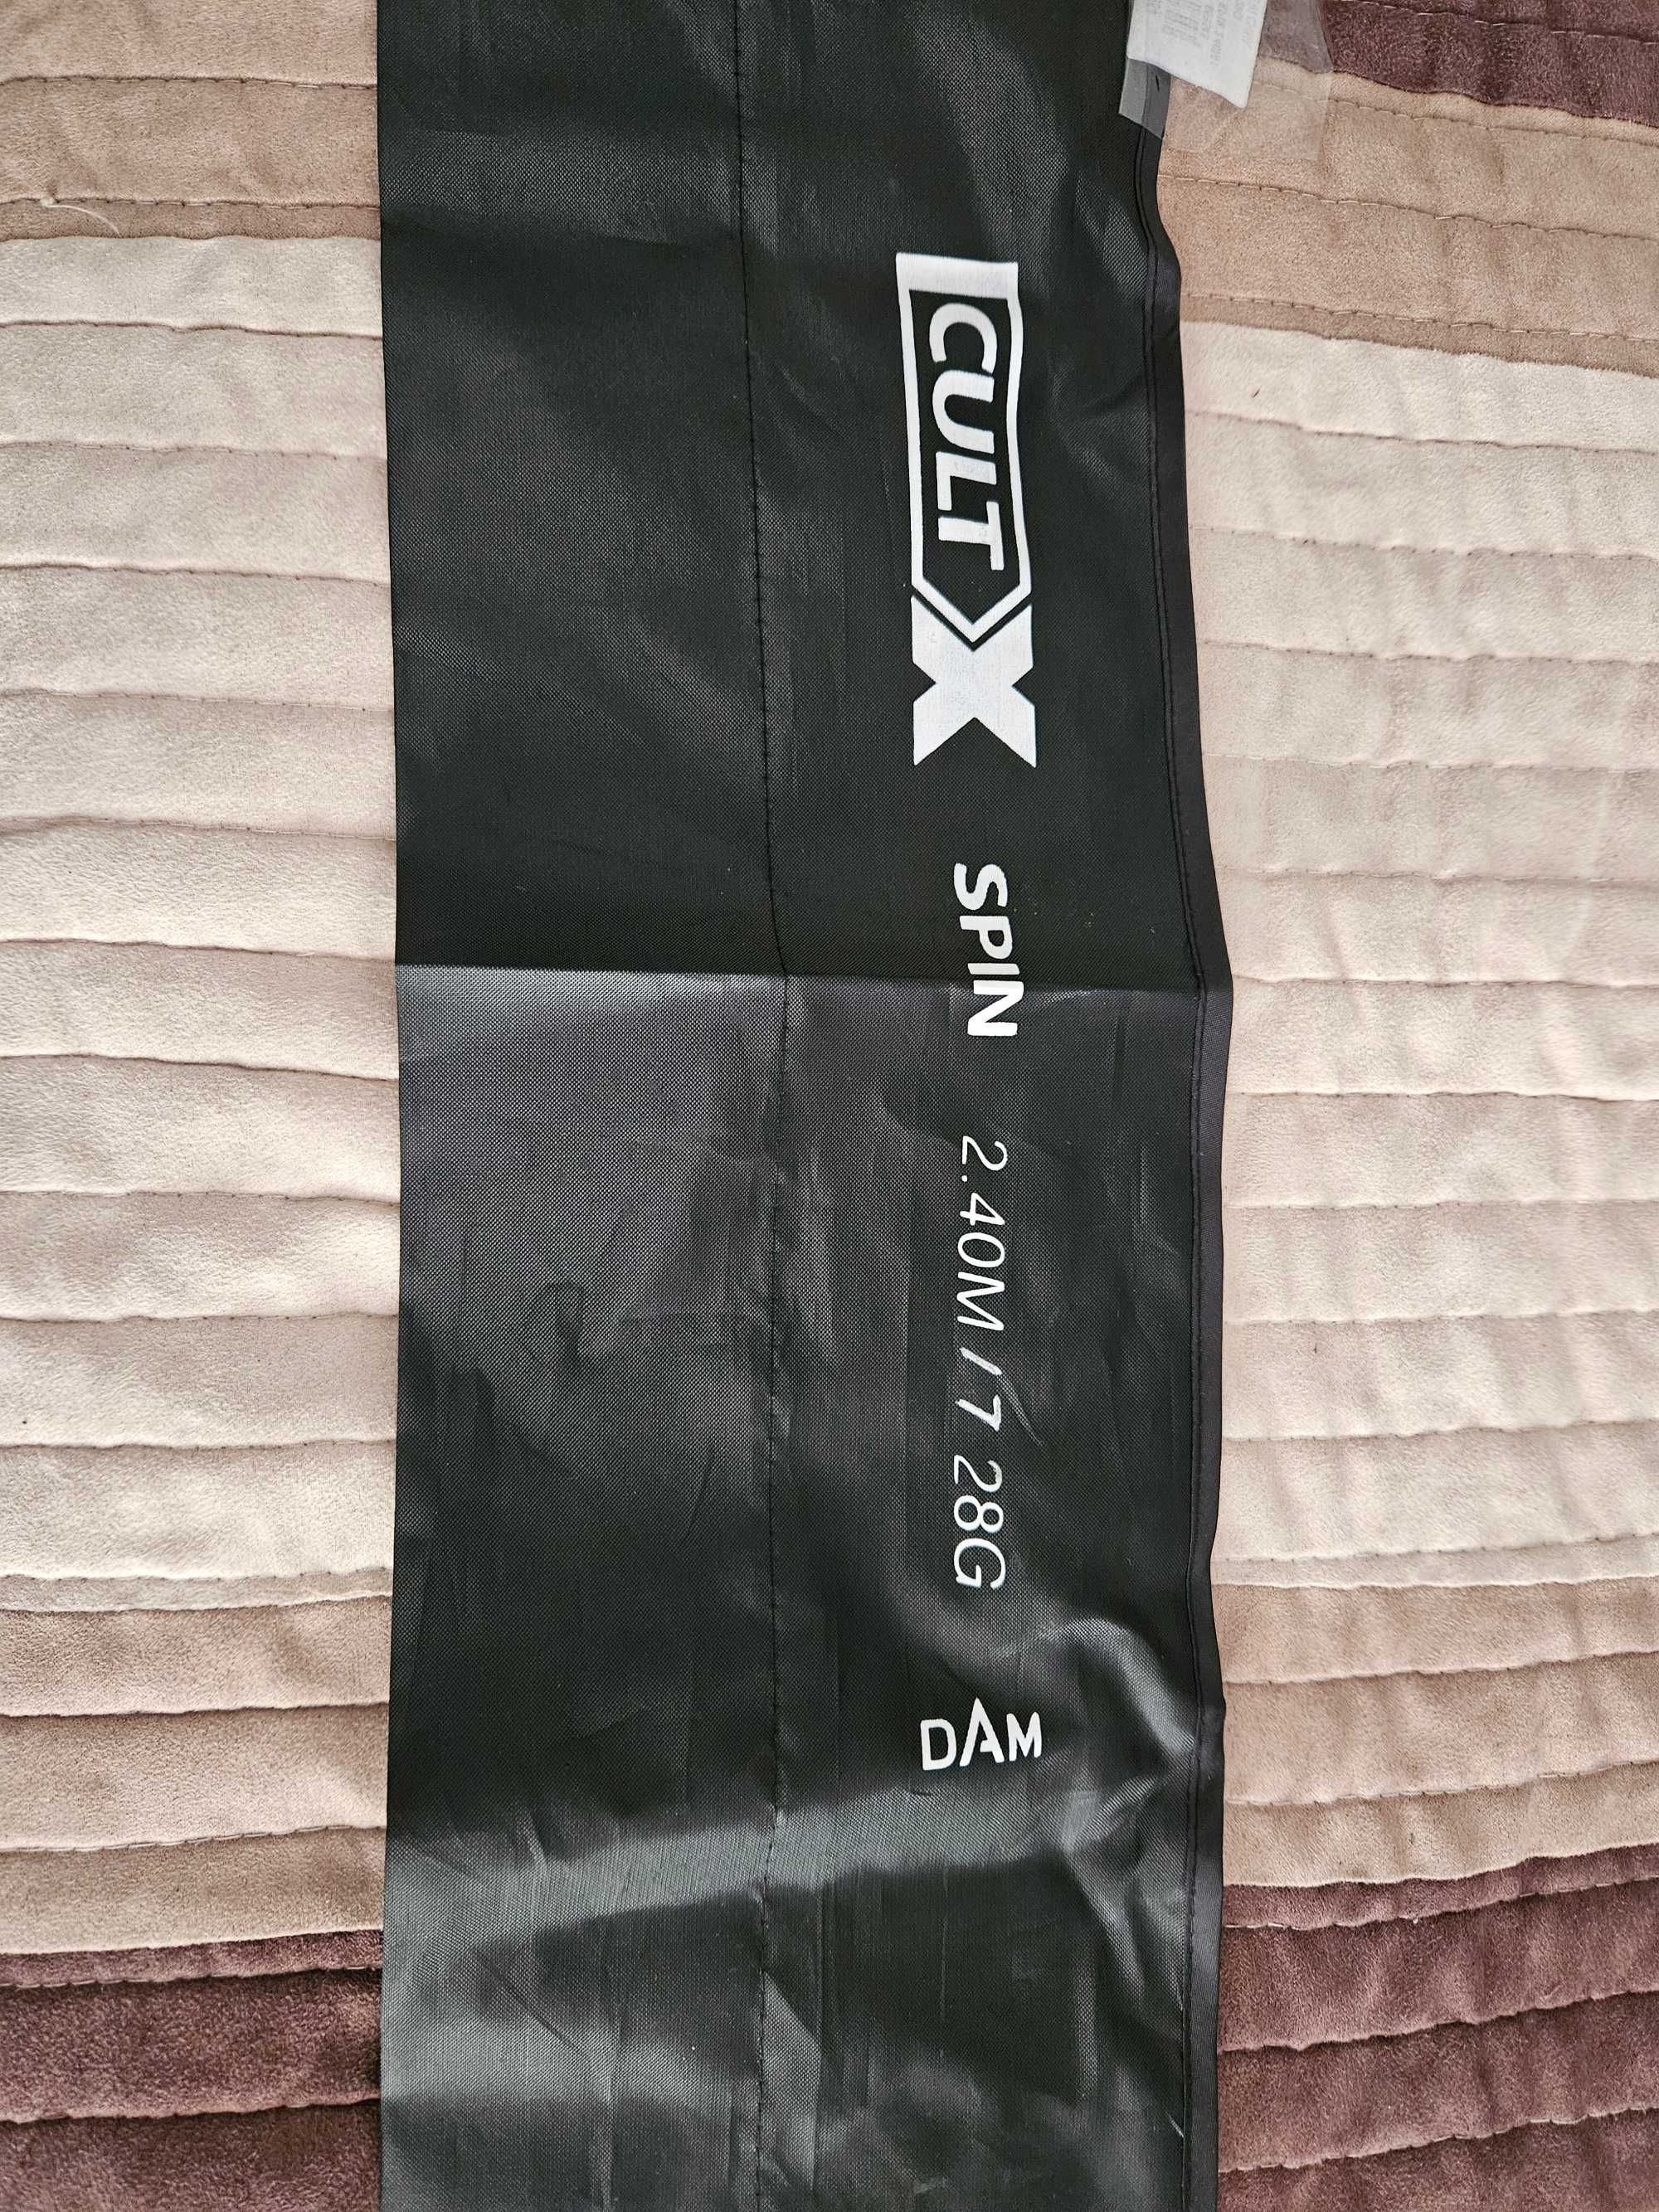 CULT X SPIN 2.40M / 7 28G DAM